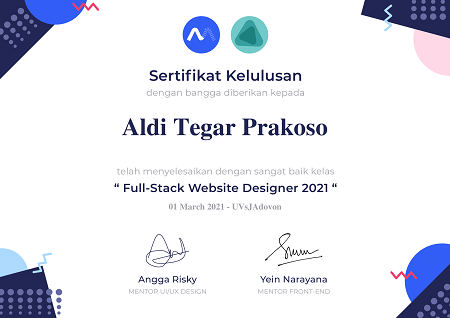 Sertifikat Kelulusan
dengan bangga diberikan kepada
Aldi Tegar Prakoso
telah menyelesaikan dengan sangat baik kelas
“ Full-Stack Website Designer 2021 “
01 March 2021 - UVsJAdovon
Angga Risky
MENTOR UI/UX DESIGN
Yein Narayana
MENTOR FRONT-END